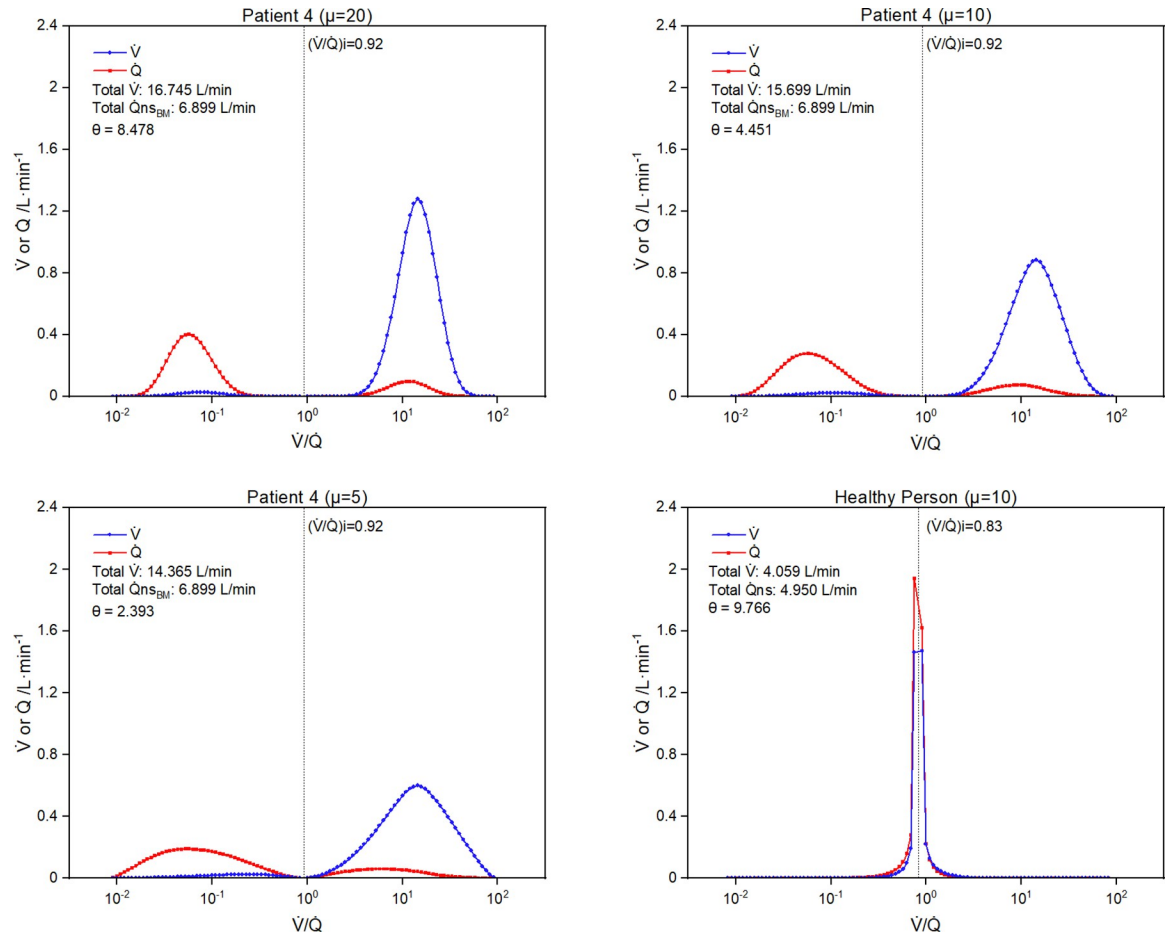 Patient 4 (μ=20)
2.4
2
1.6
1.2
0.8
0.4
0
V̇ or Q̇ /L·min⁻¹
(V̇/Q̇)i=0.92
V̇
Q̇
Total V̇: 16.745 L/min
Total Q̇ns_BM: 6.899 L/min
θ = 8.478
10⁻² 10⁻¹ 10⁰ 10¹ 10²
V̇/Q̇
Patient 4 (μ=10)
2.4
2
1.6
1.2
0.8
0.4
0
V̇ or Q̇ /L·min⁻¹
(V̇/Q̇)i=0.92
V̇
Q̇
Total V̇: 15.699 L/min
Total Q̇ns_BM: 6.899 L/min
θ = 4.451
10⁻² 10⁻¹ 10⁰ 10¹ 10²
V̇/Q̇
Patient 4 (μ=5)
2.4
2
1.6
1.2
0.8
0.4
0
V̇ or Q̇ /L·min⁻¹
(V̇/Q̇)i=0.92
V̇
Q̇
Total V̇: 14.365 L/min
Total Q̇ns_BM: 6.899 L/min
θ = 2.393
10⁻² 10⁻¹ 10⁰ 10¹ 10²
V̇/Q̇
Healthy Person (μ=10)
2.4
2
1.6
1.2
0.8
0.4
0
V̇ or Q̇ /L·min⁻¹
(V̇/Q̇)i=0.83
V̇
Q̇
Total V̇: 4.059 L/min
Total Q̇ns: 4.950 L/min
θ = 9.766
10⁻² 10⁻¹ 10⁰ 10¹ 10²
V̇/Q̇